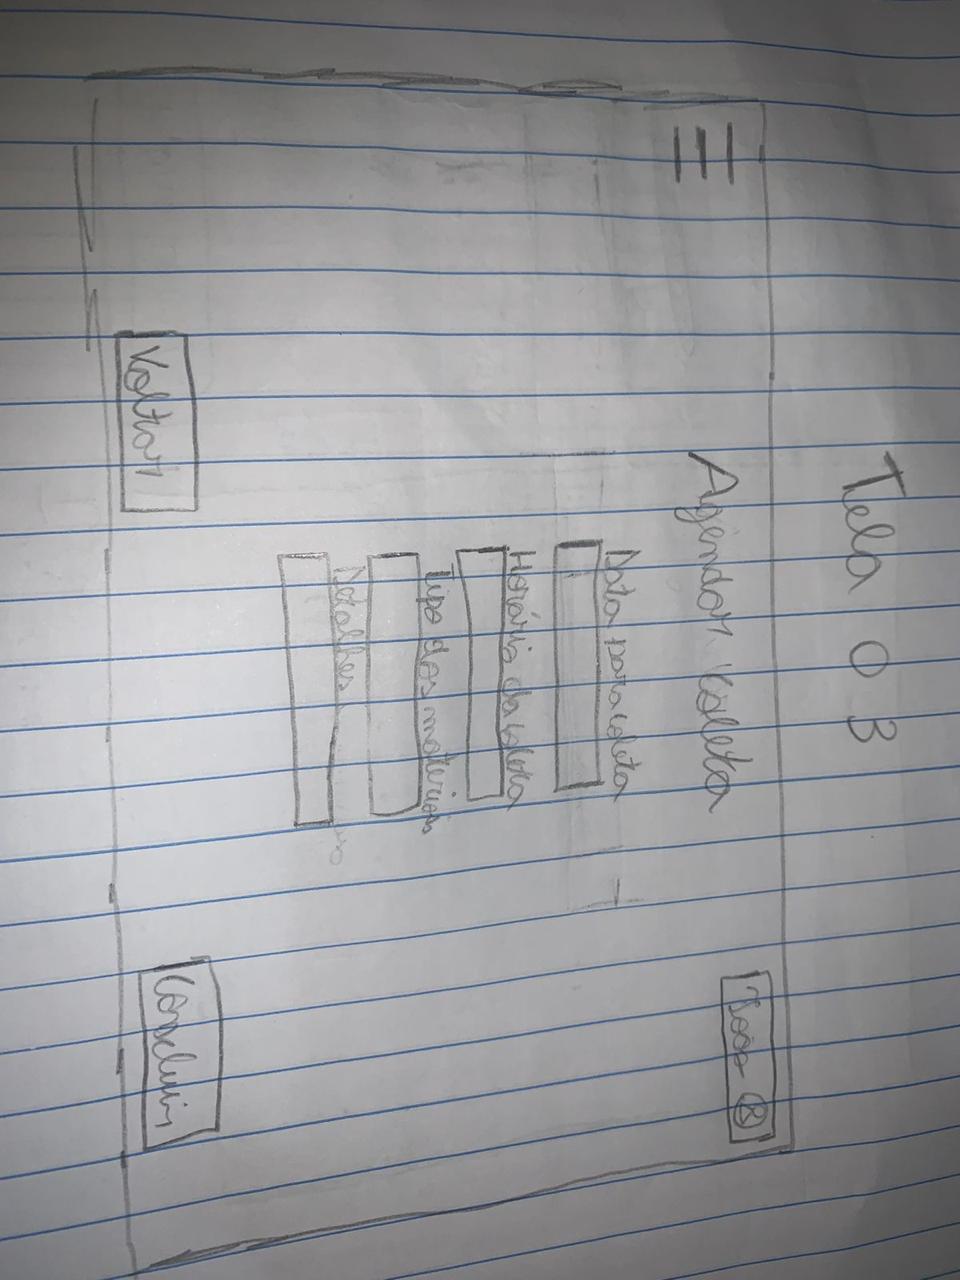 Tela 03
João
Agendar coleta
Data para coleta
Horário da coleta
Tipo dos materiais
Detalhes
Voltar
Concluir